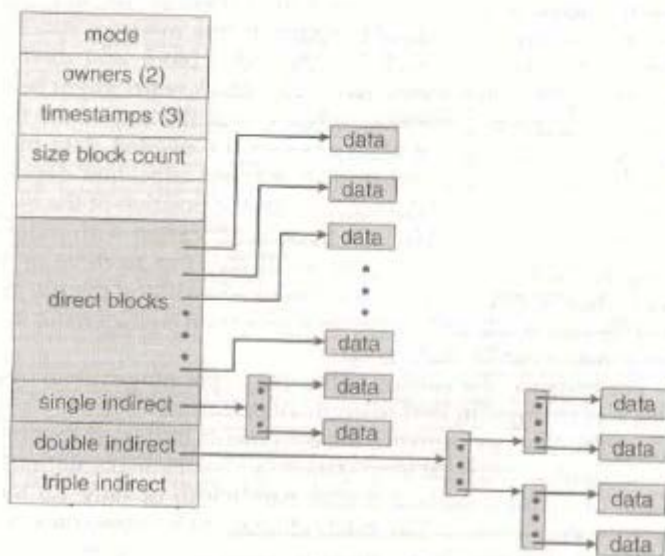 mode
owners (2)
timestamps (3)
size block count
direct blocks
single indirect
double indirect
triple indirect
data
data
data
data
data
data
data
data
data
data